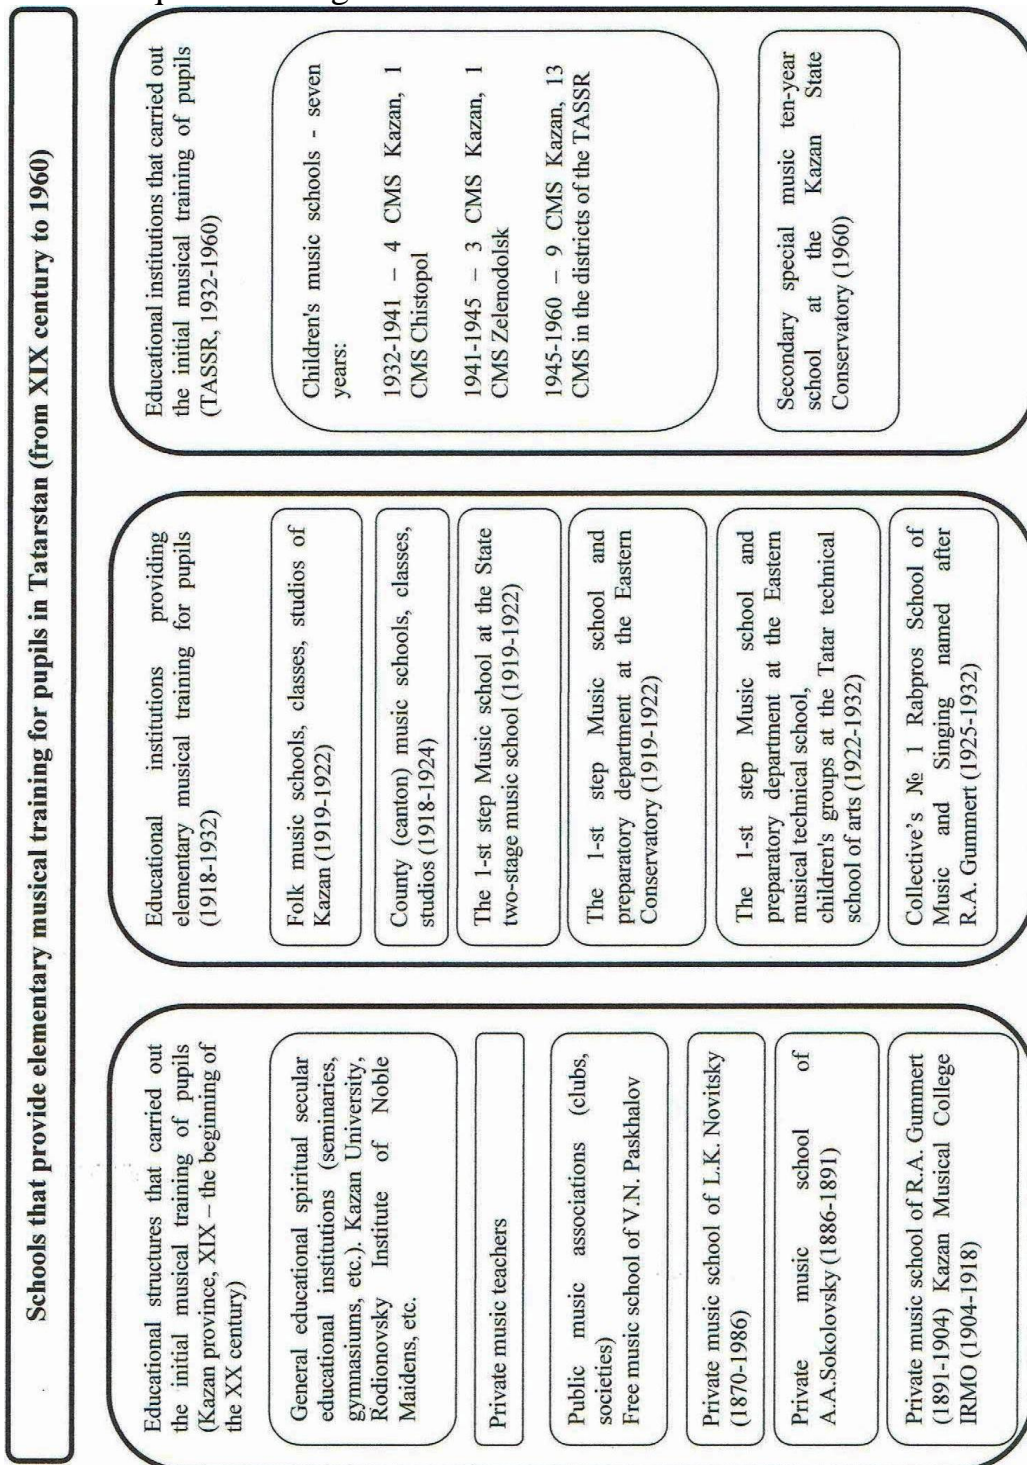 Schools that provide elementary musical training for pupils in Tatarstan (from XIX century to 1960)
Educational structures that carried out
the initial musical training of pupils
(Kazan province, XIX – the beginning of
the XX century)
General educational spiritual secular
educational institutions (seminaries,
gymnasiums, etc.). Kazan University,
Rodionovsky Institute of Noble
Maidens, etc.
Private music teachers
Public music associations (clubs,
societies)
Free music school of V.N. Paskhalov
Private music school of L.K. Novitsky
(1870-1986)
Private music school of
A.A.Sokolovsky (1886-1891)
Private music school of R.A. Gummert
(1891-1904) Kazan Musical College
IRMO (1904-1918)
Educational institutions providing
elementary musical training for pupils
(1918-1932)
Folk music schools, classes, studios of
Kazan (1919-1922)
County (canton) music schools, classes,
studios (1918-1924)
The 1-st step Music school at the State
two-stage music school (1919-1922)
The 1-st step Music school and
preparatory department at the Eastern
Conservatory (1919-1922)
The 1-st step Music school and
preparatory department at the Eastern
musical technical school,
children's groups at the Tatar technical
school of arts (1922-1932)
Collective's № 1 Rabpros School of
Music and Singing named after
R.A. Gummert (1925-1932)
Educational institutions that carried out
the initial musical training of pupils
(TASSR, 1932-1960)
Children's music schools - seven
years:
1932-1941 – 4 CMS Kazan, 1
CMS Chistopol
1941-1945 – 3 CMS Kazan, 1
CMS Zelenodolsk
1945-1960 – 9 CMS Kazan, 13
CMS in the districts of the TASSR
Secondary special music ten-year
school at the Kazan State
Conservatory (1960)